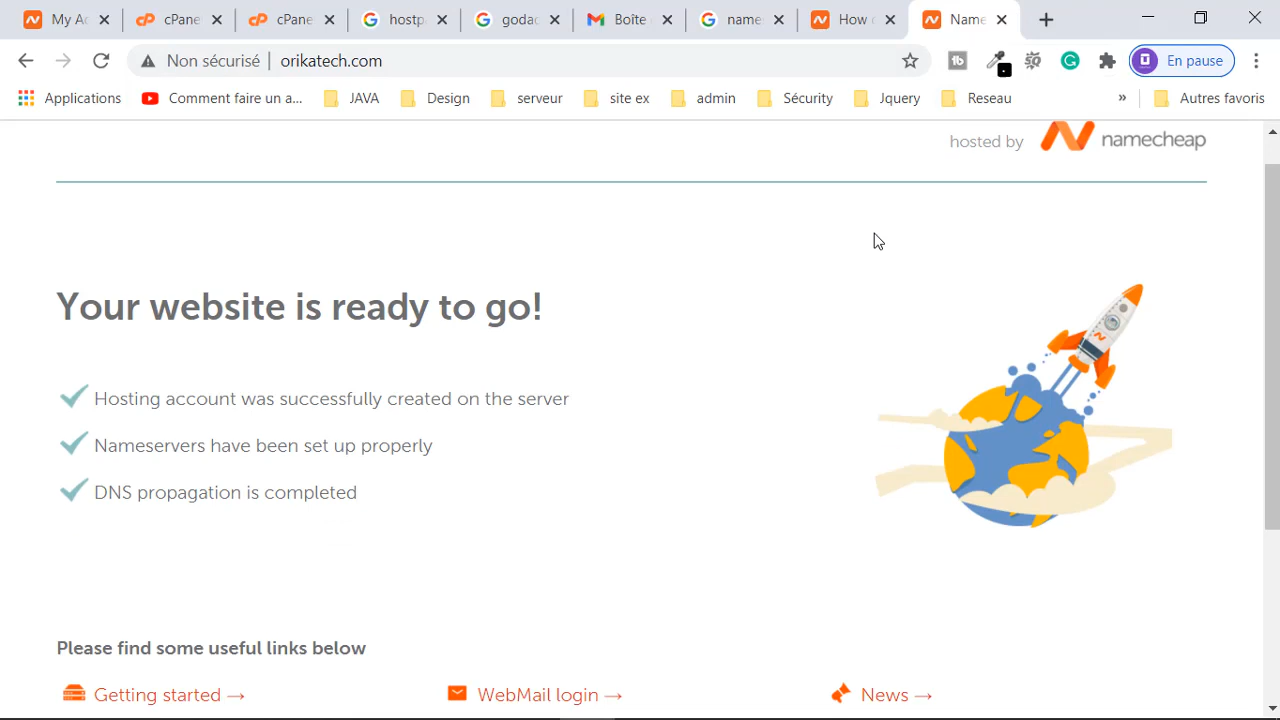 My A
cPane
cPane
hostp
godac
Boîte
name
How
Name
Non sécurisé
orikatech.com
En pause
Applications
Comment faire un a...
JAVA
Design
serveur
site ex
admin
Sécurity
Jquery
Reseau
»
Autres favoris
hosted by namecheap
Your website is ready to go!
Hosting account was successfully created on the server
Nameservers have been set up properly
DNS propagation is completed
Please find some useful links below
Getting started →
WebMail login →
News →